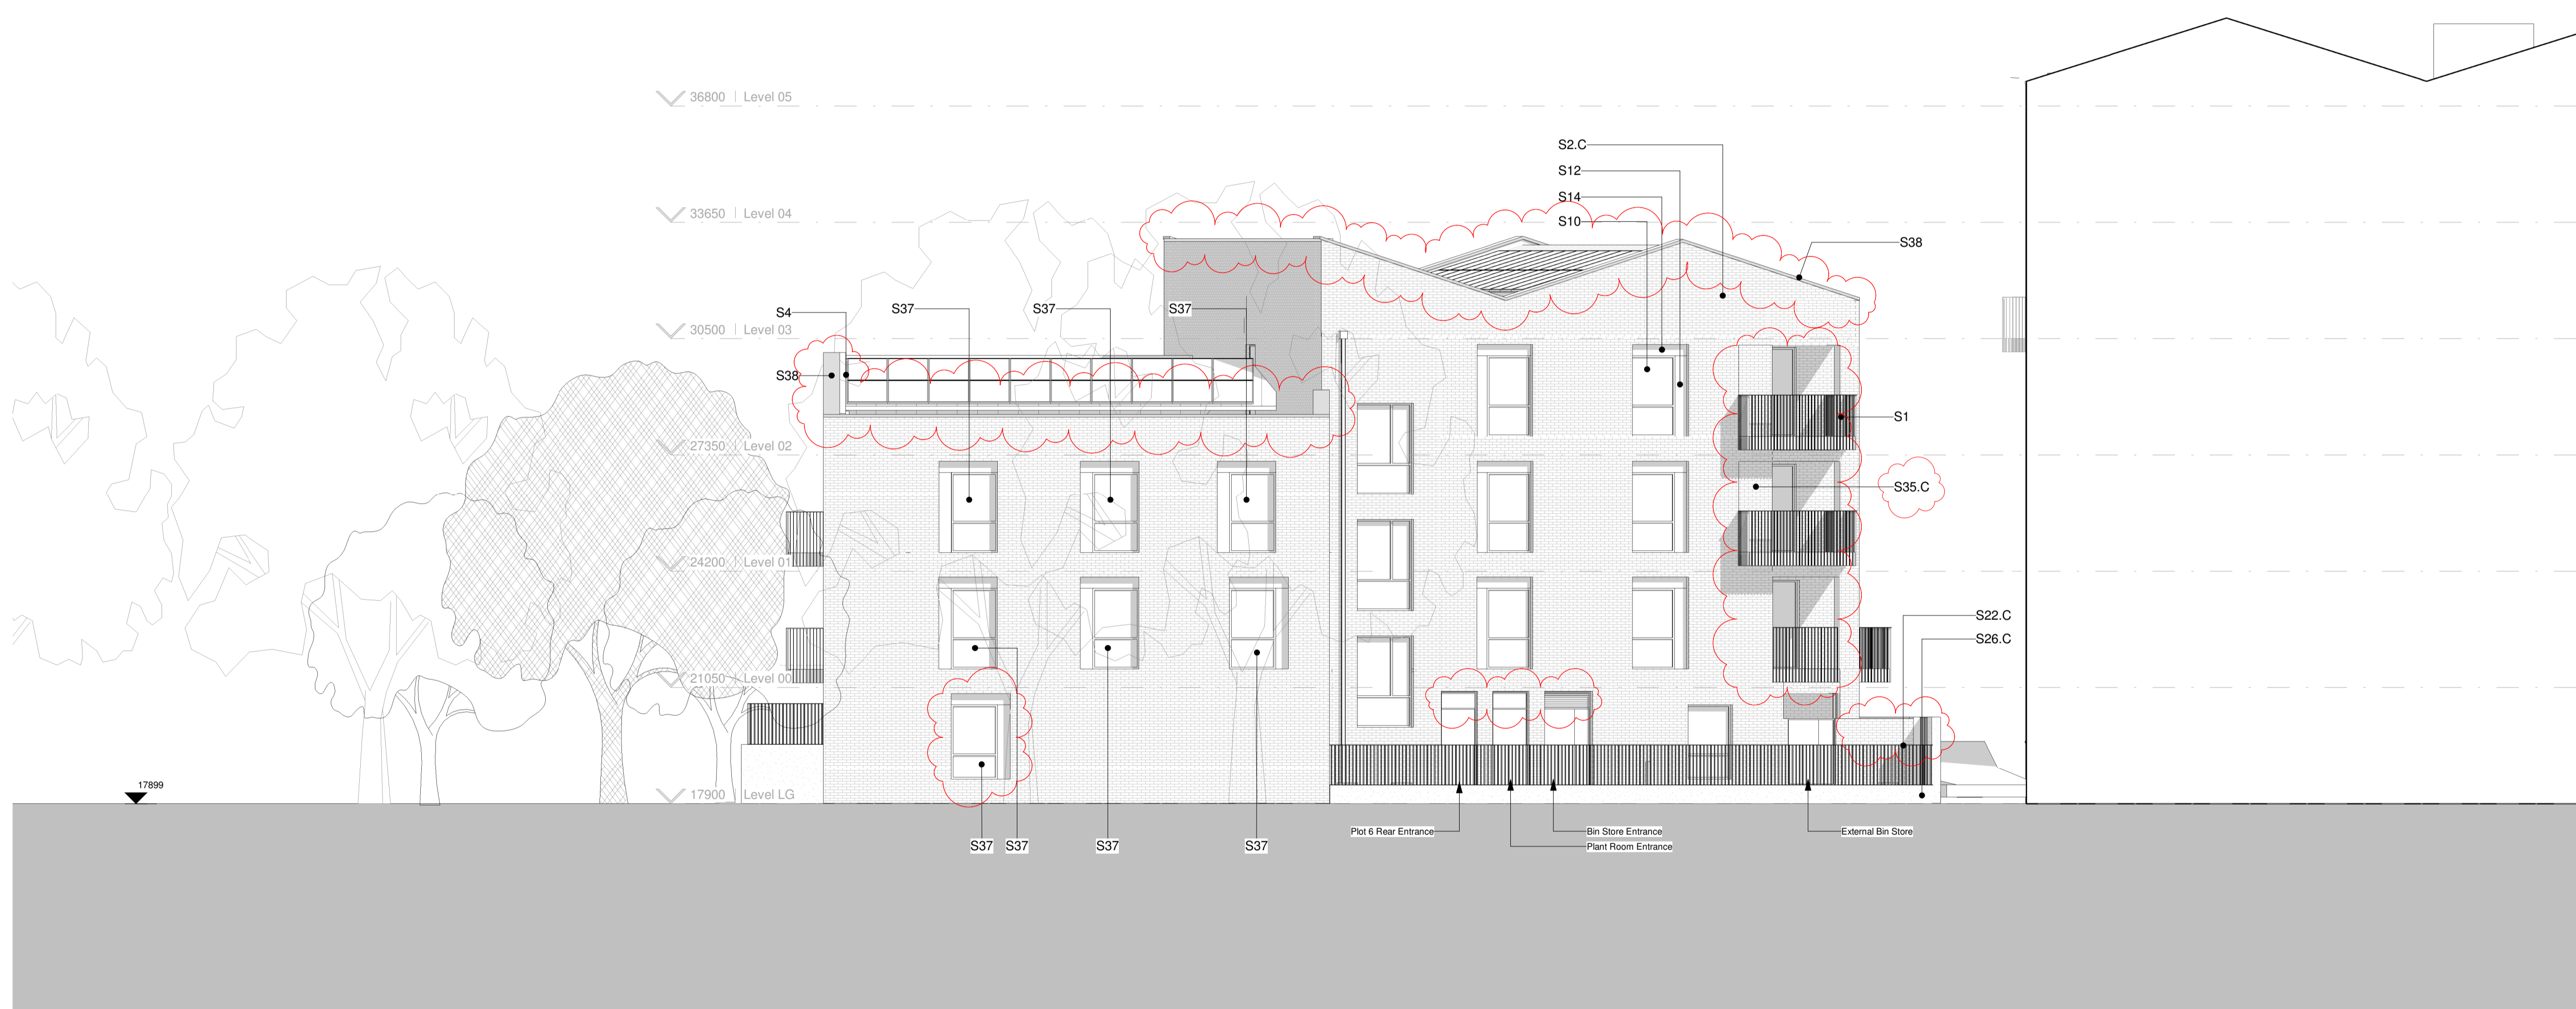 36800 | Level 05
S2.C
S12
S14
S10
33650 | Level 04
S38
S4
S37
S37
S37
30500 | Level 03
S38
S1
27350 | Level 02
S35.C
24200 | Level 01
S22.C
S26.C
21050 | Level 00
17899
17900 | Level LG
Plot 6 Rear Entrance
Bin Store Entrance
External Bin Store
S37
S37
S37
S37
Plant Room Entrance